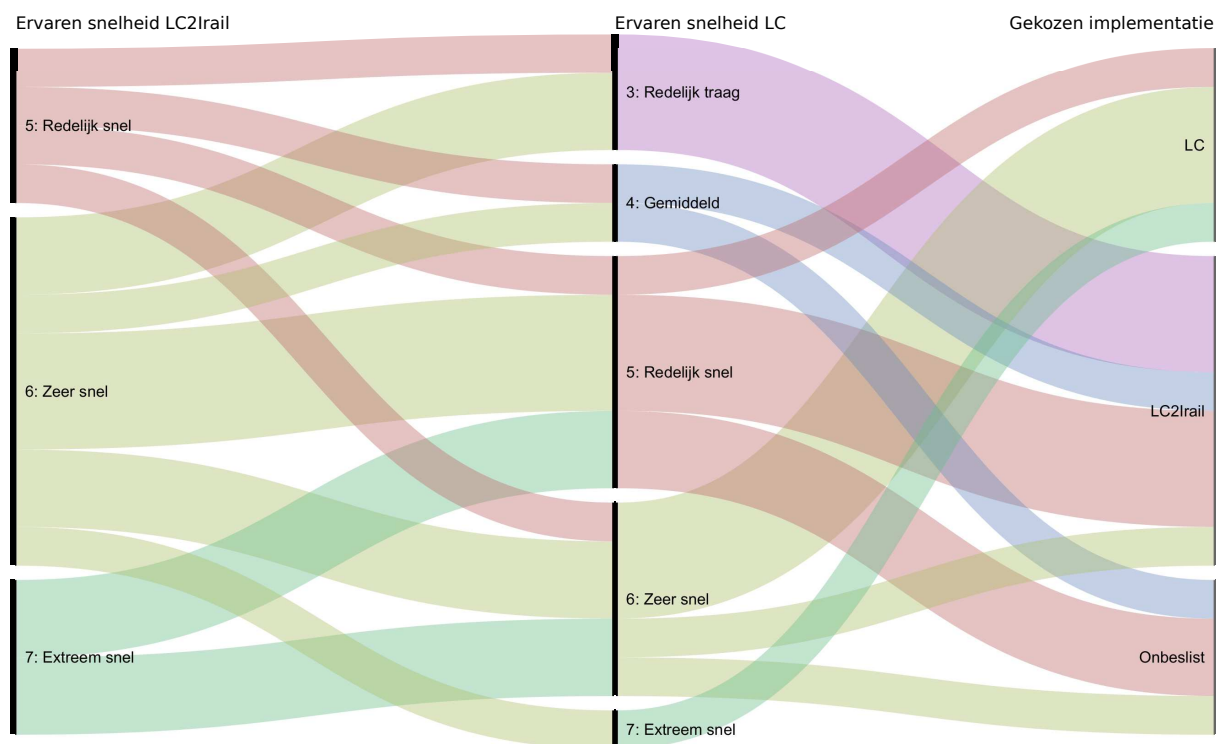 Ervaren snelheid LC2Irail
Ervaren snelheid LC
Gekozen implementatie
5: Redelijk snel
6: Zeer snel
7: Extreem snel
3: Redelijk traag
4: Gemiddeld
5: Redelijk snel
6: Zeer snel
7: Extreem snel
LC
LC2Irail
Onbeslist